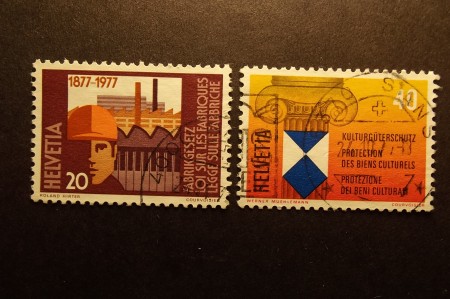 1877-1977
HELVETIA
20
FABRIKGESETZ
LOI SUR LES FABRIQUES
LEGGE SULLE FABBRICHE
ROLAND HIRTER
COURVOISIER
40
HELVETIA
KULTURGÜTERSCHUTZ
PROTECTION
DES BIENS CULTURELS
PROTEZIONE
DEI BENI CULTURALI
WERNER MÜHLEMANN
COURVOISIER